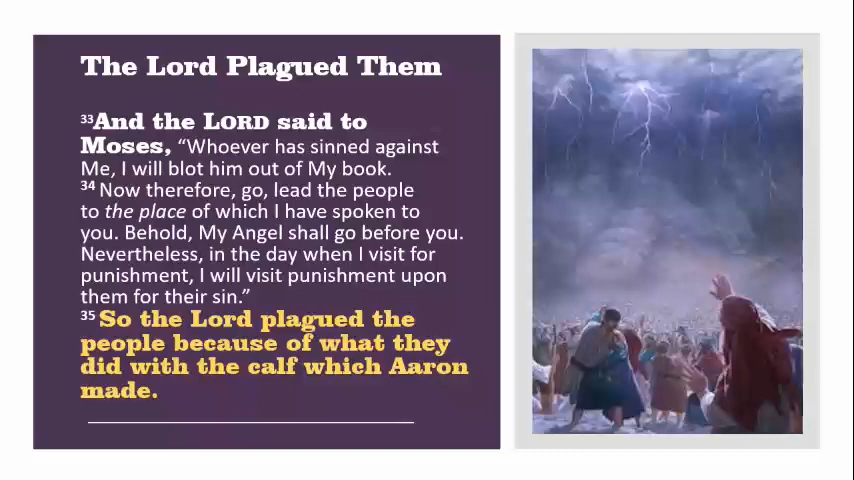 The Lord Plagued Them
³³And the LORD said to
Moses, “Whoever has sinned against
Me, I will blot him out of My book.
³⁴ Now therefore, go, lead the people
to the place of which I have spoken to
you. Behold, My Angel shall go before you.
Nevertheless, in the day when I visit for
punishment, I will visit punishment upon
them for their sin.”
³⁵ So the Lord plagued the
people because of what they
did with the calf which Aaron
made.